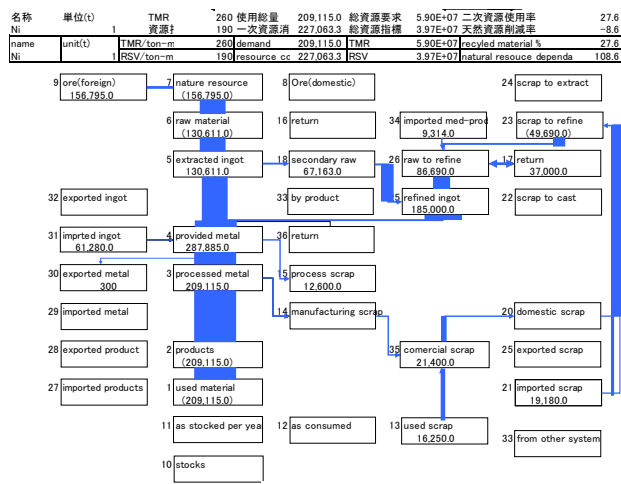 名称 単位(t) TMR 260 使用総量 209,115.0 総資源要求 5.90E+07 二次資源使用率 27.6
Ni 1 資源 190 一次資源消 227,063.3 総資源指標 3.97E+07 天然資源削減率 -8.6
name unit(t) TMR/ton-m 260 demand 209,115.0 TMR 5.90E+07 recyled material % 27.6
Ni 1 RSV/ton-m 190 resource cc 227,063.3 RSV 3.97E+07 natural resouce dependa 108.6
9 ore(foreign) 7 nature resource 8 Ore(domestic) 24 scrap to extract
156,795.0 (156,795.0)
6 raw material 16 return 34 imported med-prod 23 scrap to refine
(130,611.0) 9,314.0 (49,690.0)
5 extracted ingot 18 secondary raw 26 raw to refine 17 return
130,611.0 67,163.0 86,690.0 37,000.0
32 exported ingot 33 by product 5 refined ingot 22 scrap to cast
185,000.0
31 imprted ingot 4 provided metal 36 return
61,280.0 287,885.0
30 exported metal 3 processed metal 15 process scrap
300 209,115.0 12,600.0
29 imported metal 14 manufacturing scrap 20 domestic scrap
28 exported product 2 products 35 comercial scrap 25 exported scrap
(209,115.0) 21,400.0
27 imported products 1 used material 21 imported scrap
(209,115.0) 19,180.0
11 as stocked per yea 12 as consumed 13 used scrap 33 from other system
16,250.0
10 stocks